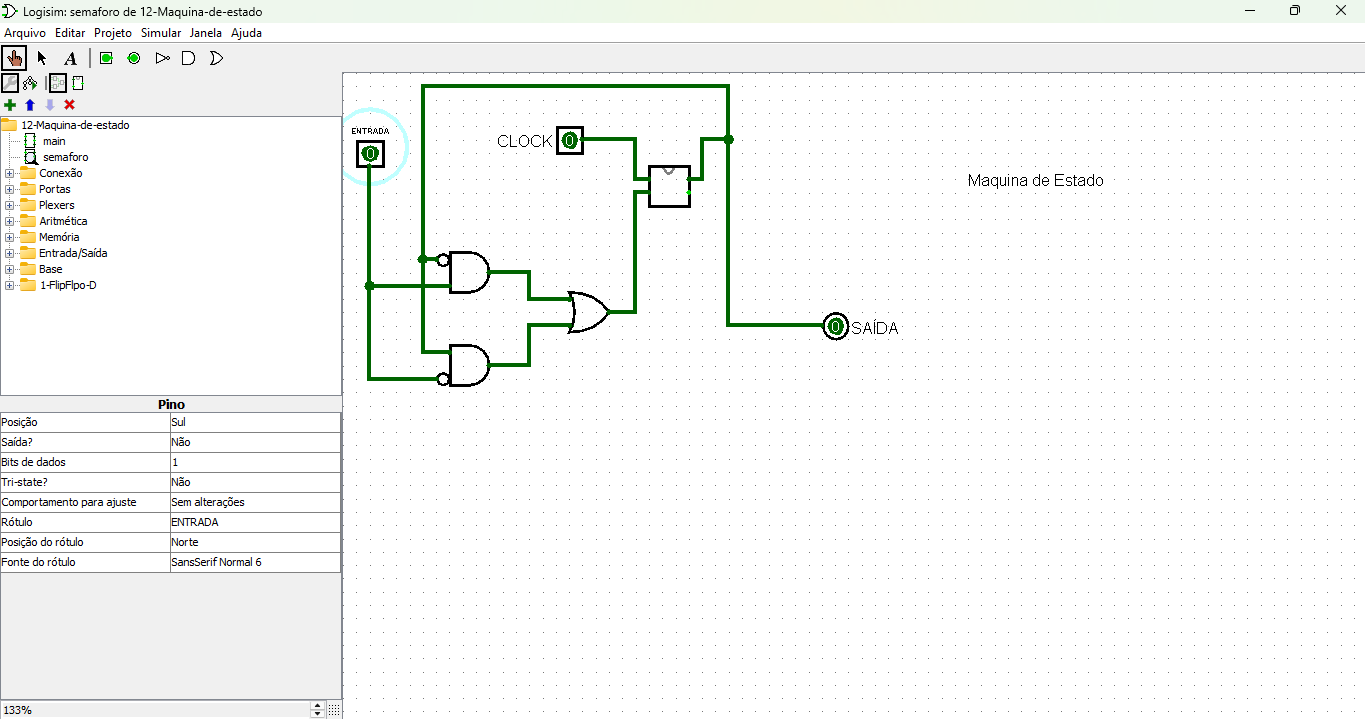 Logisim: semaforo de 12-Maquina-de-estado
Arquivo Editar Projeto Simular Janela Ajuda
A
12-Maquina-de-estado
main
semaforo
Conexão
Portas
Plexers
Aritmética
Memória
Entrada/Saída
Base
1-FlipFlpo-D
Pino
Posição Sul
Saída? Não
Bits de dados 1
Tri-state? Não
Comportamento para ajuste Sem alterações
Rótulo ENTRADA
Posição do rótulo Norte
Fonte do rótulo SansSerif Normal 6
133%
ENTRADA
0
CLOCK 0
Maquina de Estado
0 SAÍDA